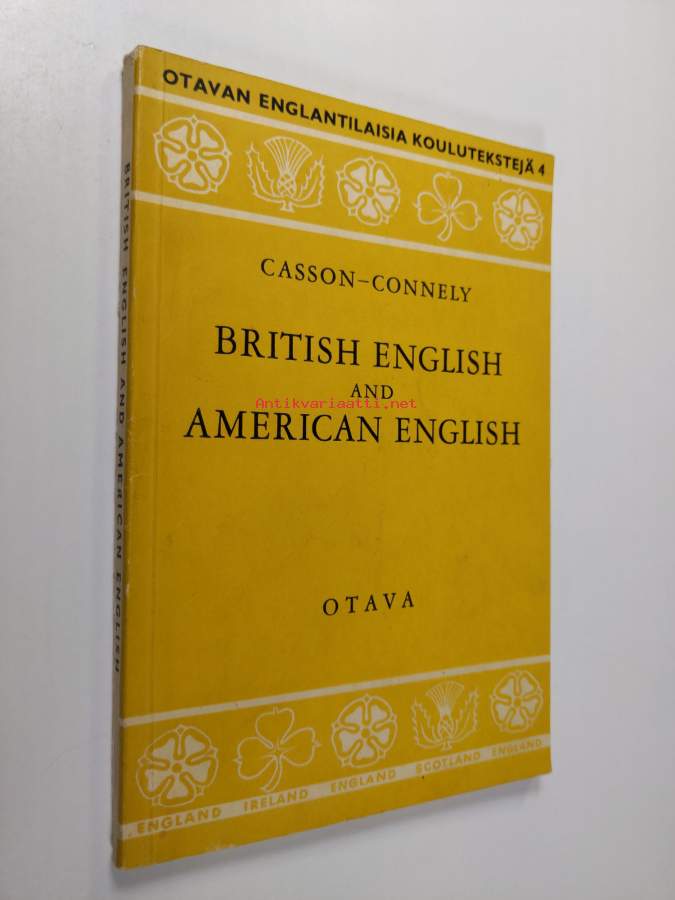 OTAVAN ENGLANTILAISIA KOULUTEKSTEJÄ 4
CASSON–CONNELY
BRITISH ENGLISH
AND
Antikvariaatti.net
AMERICAN ENGLISH
OTAVA
ENGLAND IRELAND ENGLAND SCOTLAND ENGLAND
BRITISH ENGLISH AND AMERICAN ENGLISH